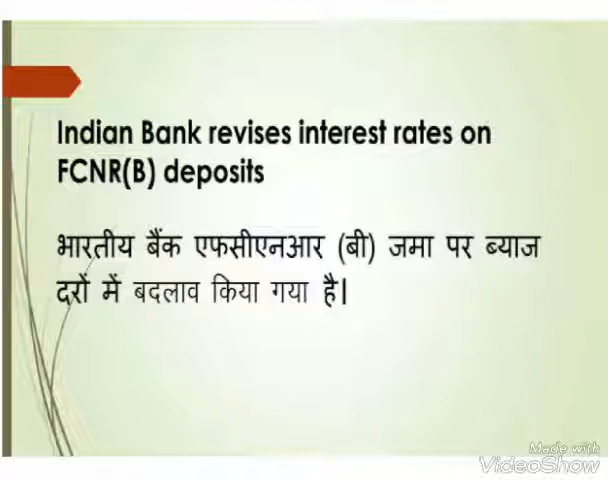 Indian Bank revises interest rates on
FCNR(B) deposits
भारतीय बैंक एफसीएनआर (बी) जमा पर ब्याज
दरों में बदलाव किया गया है।
Made with
VideoShow